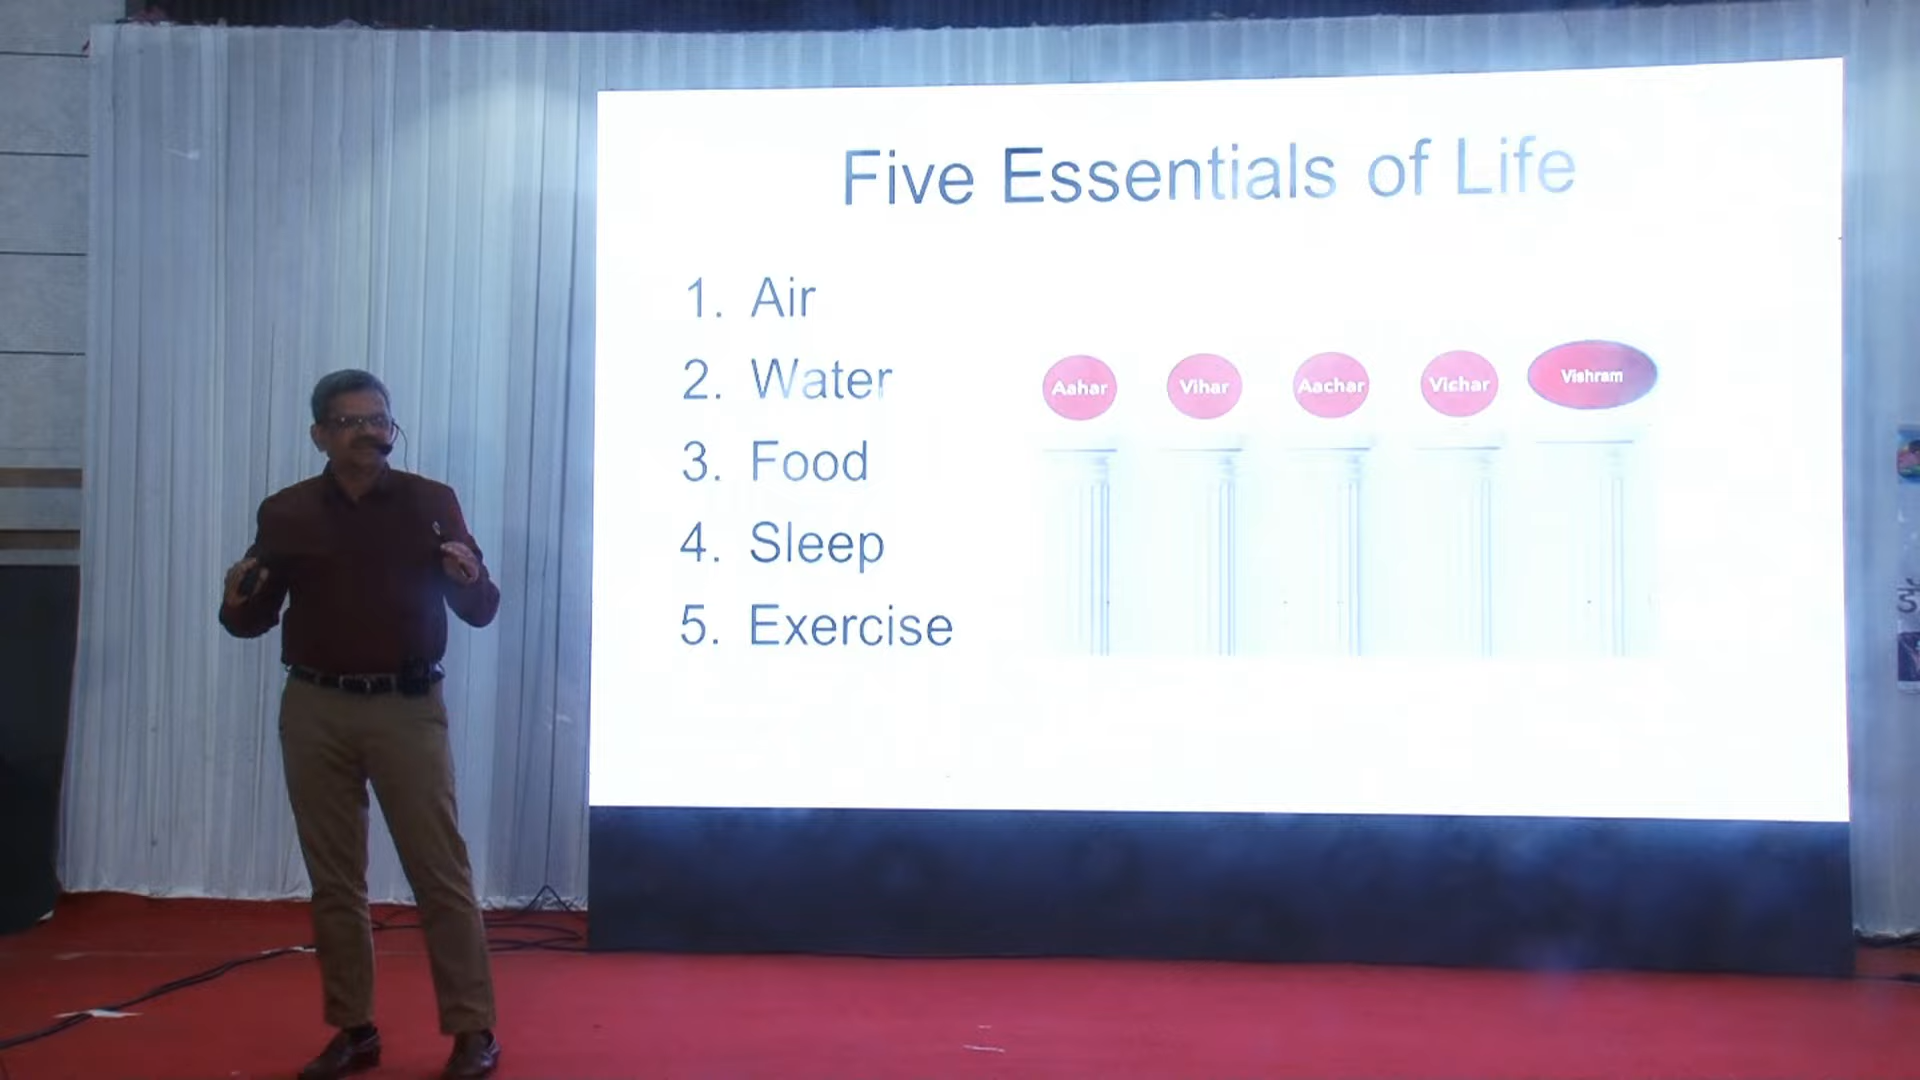 Five Essentials of Life
1. Air
2. Water
3. Food
4. Sleep
5. Exercise
Aahar Vihar Aachar Vichar Vishram